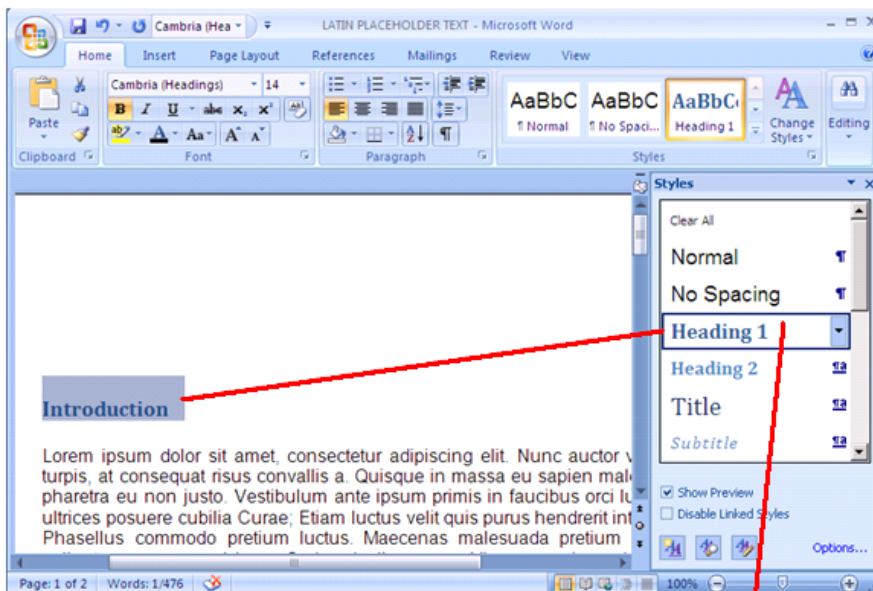 Cambria (Hea
LATIN PLACEHOLDER TEXT - Microsoft Word
Home Insert Page Layout References Mailings Review View
Paste
Cambria (Headings) 14
B I U abc x₂ x²
ab A Aa A A
AaBbC AaBbC AaBbC
¶ Normal ¶ No Spaci... Heading 1
Change Styles
Editing
Clipboard Font Paragraph Styles
Styles
Clear All
Normal ¶
No Spacing ¶
Heading 1
Heading 2 ¶a
Title ¶a
Subtitle ¶a
Show Preview
Disable Linked Styles
Options...
Introduction
Lorem ipsum dolor sit amet, consectetur adipiscing elit. Nunc auctor
turpis, at consequat risus convallis a. Quisque in massa eu sapien
pharetra eu non justo. Vestibulum ante ipsum primis in faucibus orci
ultrices posuere cubilia Curae; Etiam luctus velit quis purus hendrerit
Phasellus commodo pretium luctus. Maecenas malesuada pretium
Page: 1 of 2 Words: 1/476 100%